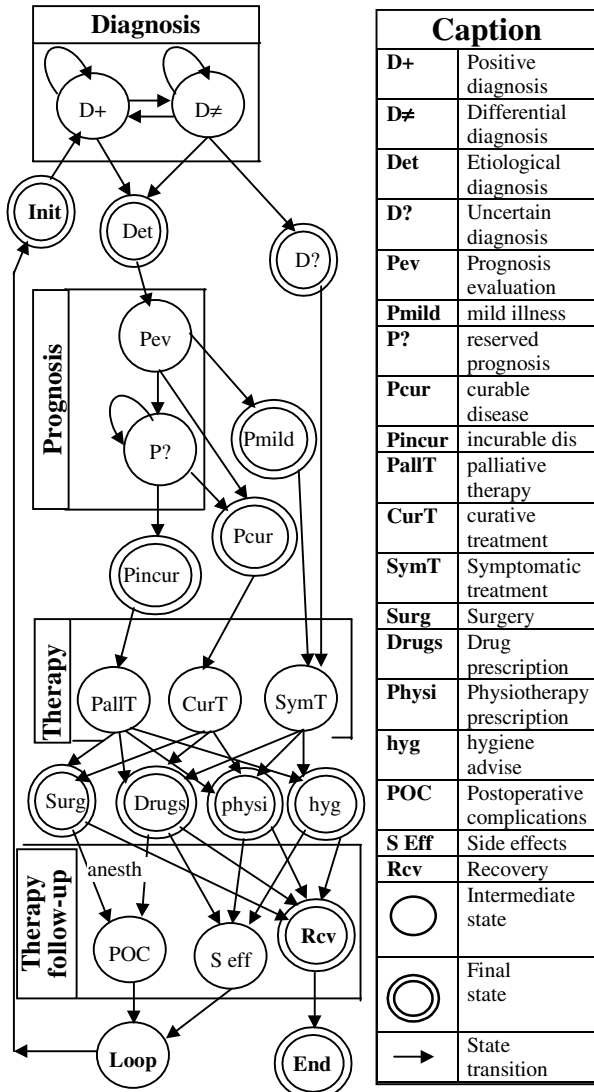 Diagnosis
D+
D≠
Init
Det
D?
Prognosis
Pev
P?
Pmild
Pcur
Pincur
Therapy
PallT
CurT
SymT
Surg
Drugs
physi
hyg
Therapy
follow-up
anesth
POC
S eff
Rcv
Loop
End
Caption
D+ Positive
diagnosis
D≠ Differential
diagnosis
Det Etiological
diagnosis
D? Uncertain
diagnosis
Pev Prognosis
evaluation
Pmild mild illness
P? reserved
prognosis
Pcur curable
disease
Pincur incurable dis
PallT palliative
therapy
CurT curative
treatment
SymT Symptomatic
treatment
Surg Surgery
Drugs Drug
prescription
Physi Physiotherapy
prescription
hyg hygiene
advise
POC Postoperative
complications
S Eff Side effects
Rcv Recovery
Intermediate
state
Final
state
State
transition